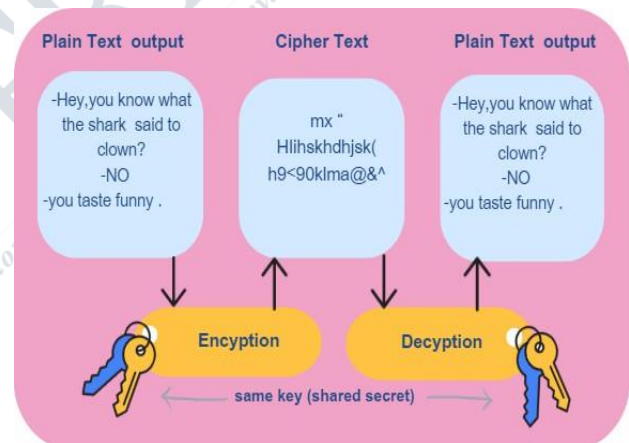 Plain Text output
Cipher Text
Plain Text output
-Hey,you know what
the shark said to
clown?
-NO
-you taste funny .
mx “
Hlihskhdhjsk(
h9<90klma@&^
-Hey,you know what
the shark said to
clown?
-NO
-you taste funny .
Encyption
Decyption
same key (shared secret)